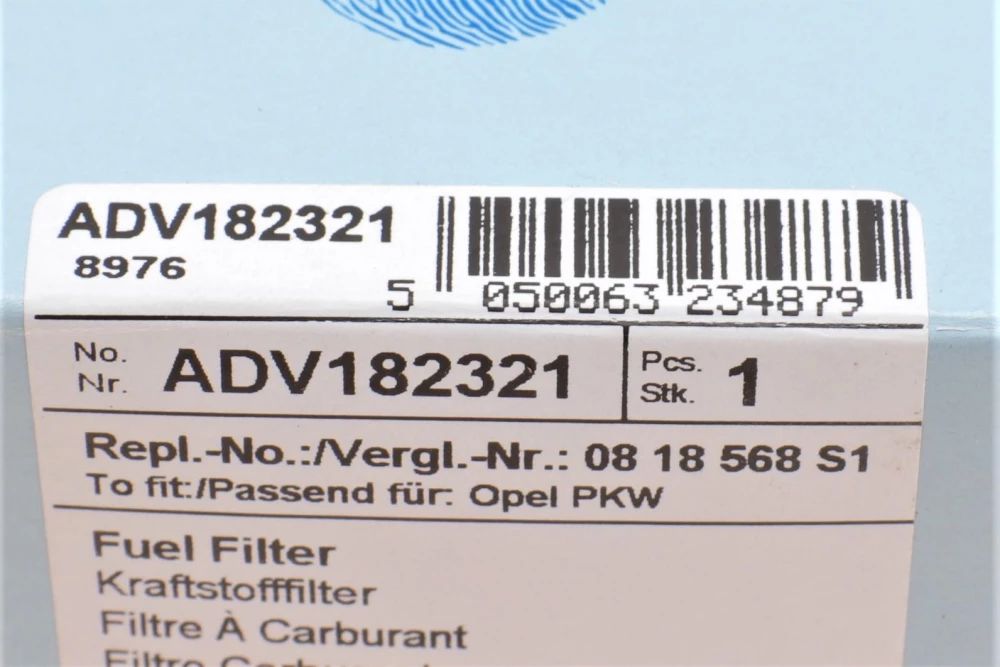 ADV182321
8976
5 050063 234879
No.
Nr.
ADV182321
Pcs.
Stk.
1
Repl.-No.:/Vergl.-Nr.: 08 18 568 S1
To fit:/Passend für: Opel PKW
Fuel Filter
Kraftstofffilter
Filtre À Carburant
Filtro